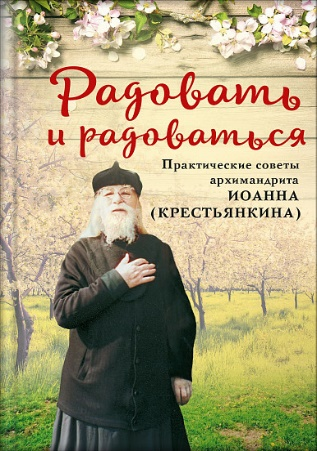 Радовать
и радоваться
Практические советы
архимандрита
ИОАННА
(КРЕСТЬЯНКИНА)